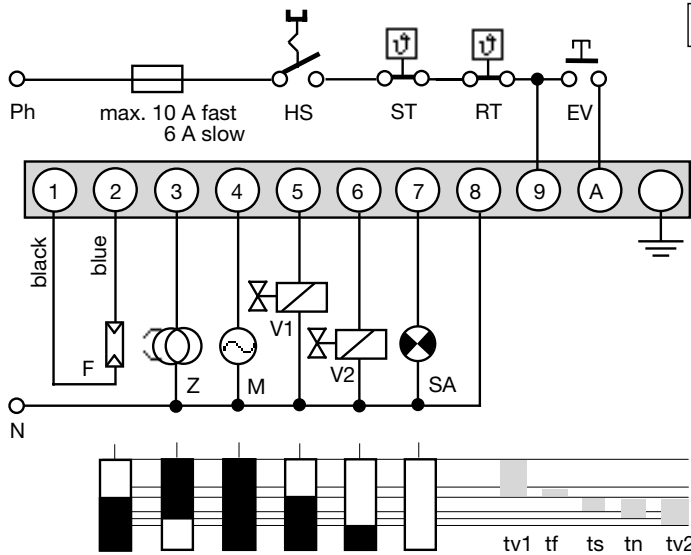 ϑ ϑ
Ph max. 10 A fast HS ST RT EV
6 A slow
1 2 3 4 5 6 7 8 9 A
black blue
F Z M V1 V2 SA
N
tv1 tf ts tn tv2